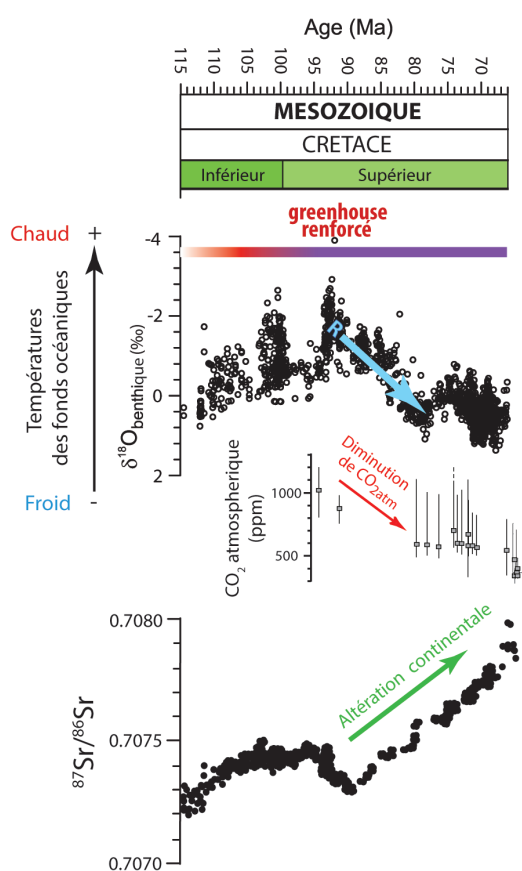 Age (Ma)
115 110 105 100 95 90 85 80 75 70
MESOZOIQUE
CRETACE
Inférieur Supérieur
greenhouse
renforcé
Chaud +
Températures
des fonds océaniques
Froid -
δ¹⁸Obenthique (‰)
-4
-2
0
2
R
CO₂ atmospherique
(ppm)
1000
500
Diminution
de CO₂atm
⁸⁷Sr/⁸⁶Sr
0.7080
0.7075
0.7070
Altération continentale